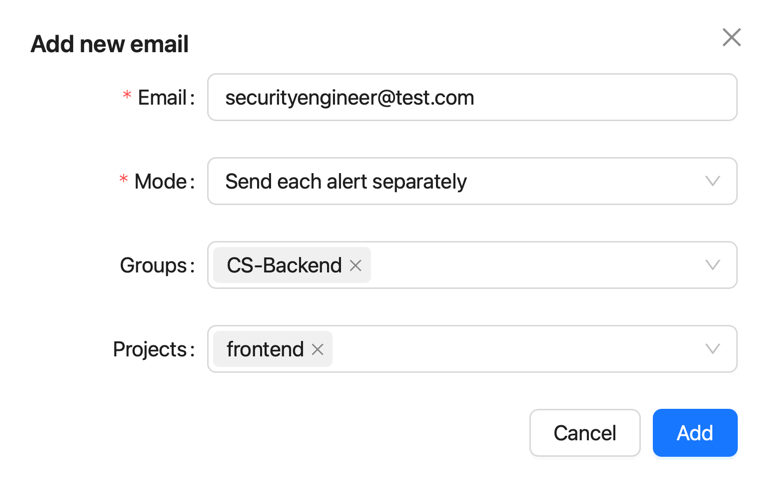 Add new email
* Email: securityengineer@test.com
* Mode: Send each alert separately
Groups: CS-Backend
Projects: frontend
Cancel Add